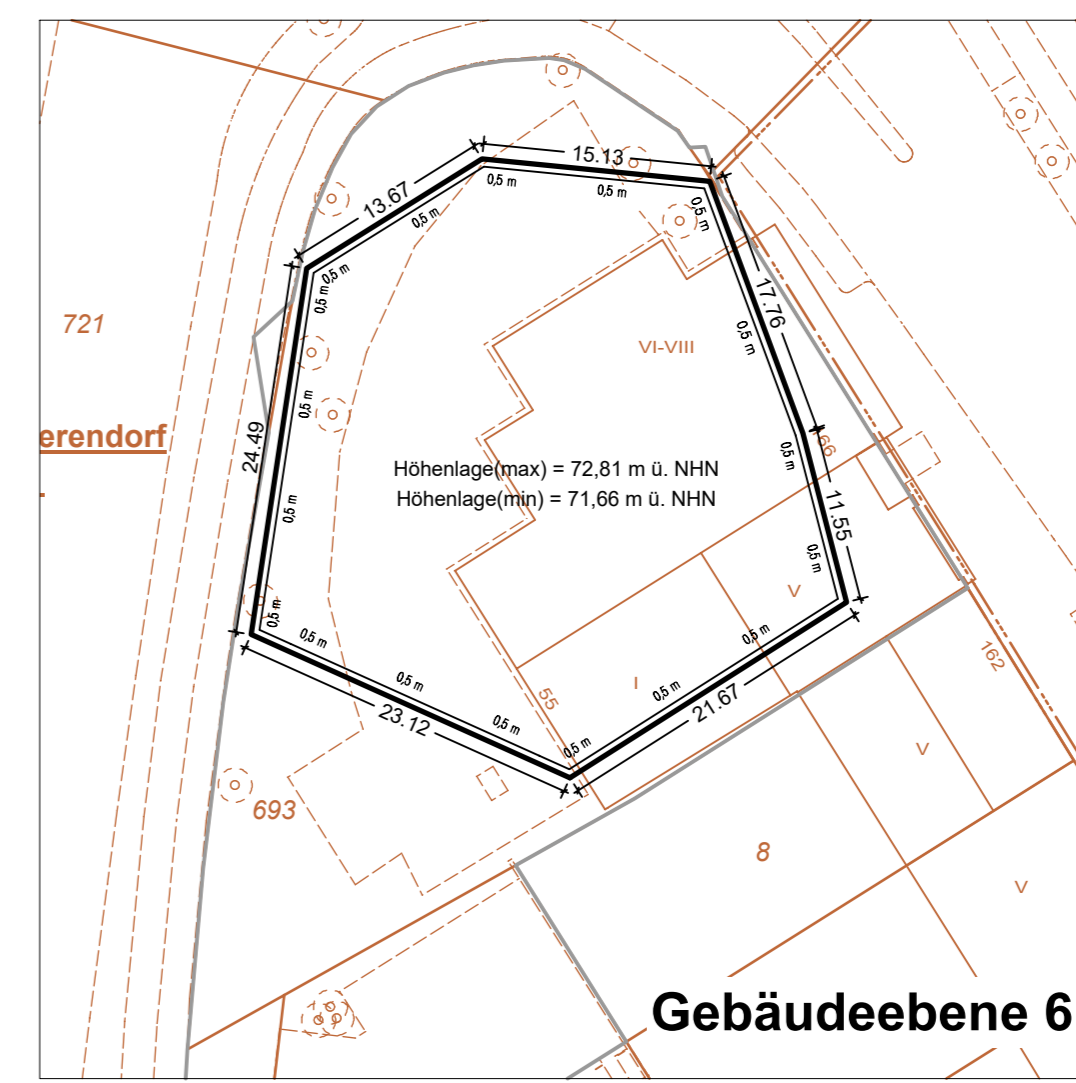 15.13
13.67
0,5 m
0,5 m
0,5 m
0,5 m
0,5 m
0,5 m
17.76
721
VI-VIII
0,5 m
0,5 m
erendorf
24.49
66
0,5 m
Höhenlage(max) = 72,81 m ü. NHN
Höhenlage(min) = 71,66 m ü. NHN
0,5 m
11.55
0,5 m
V
0,5 m
0,5 m
0,5 m
162
0,5 m
I
0,5 m
55
23.12
21.67
0,5 m
0,5 m
V
693
8
V
Gebäudeebene 6